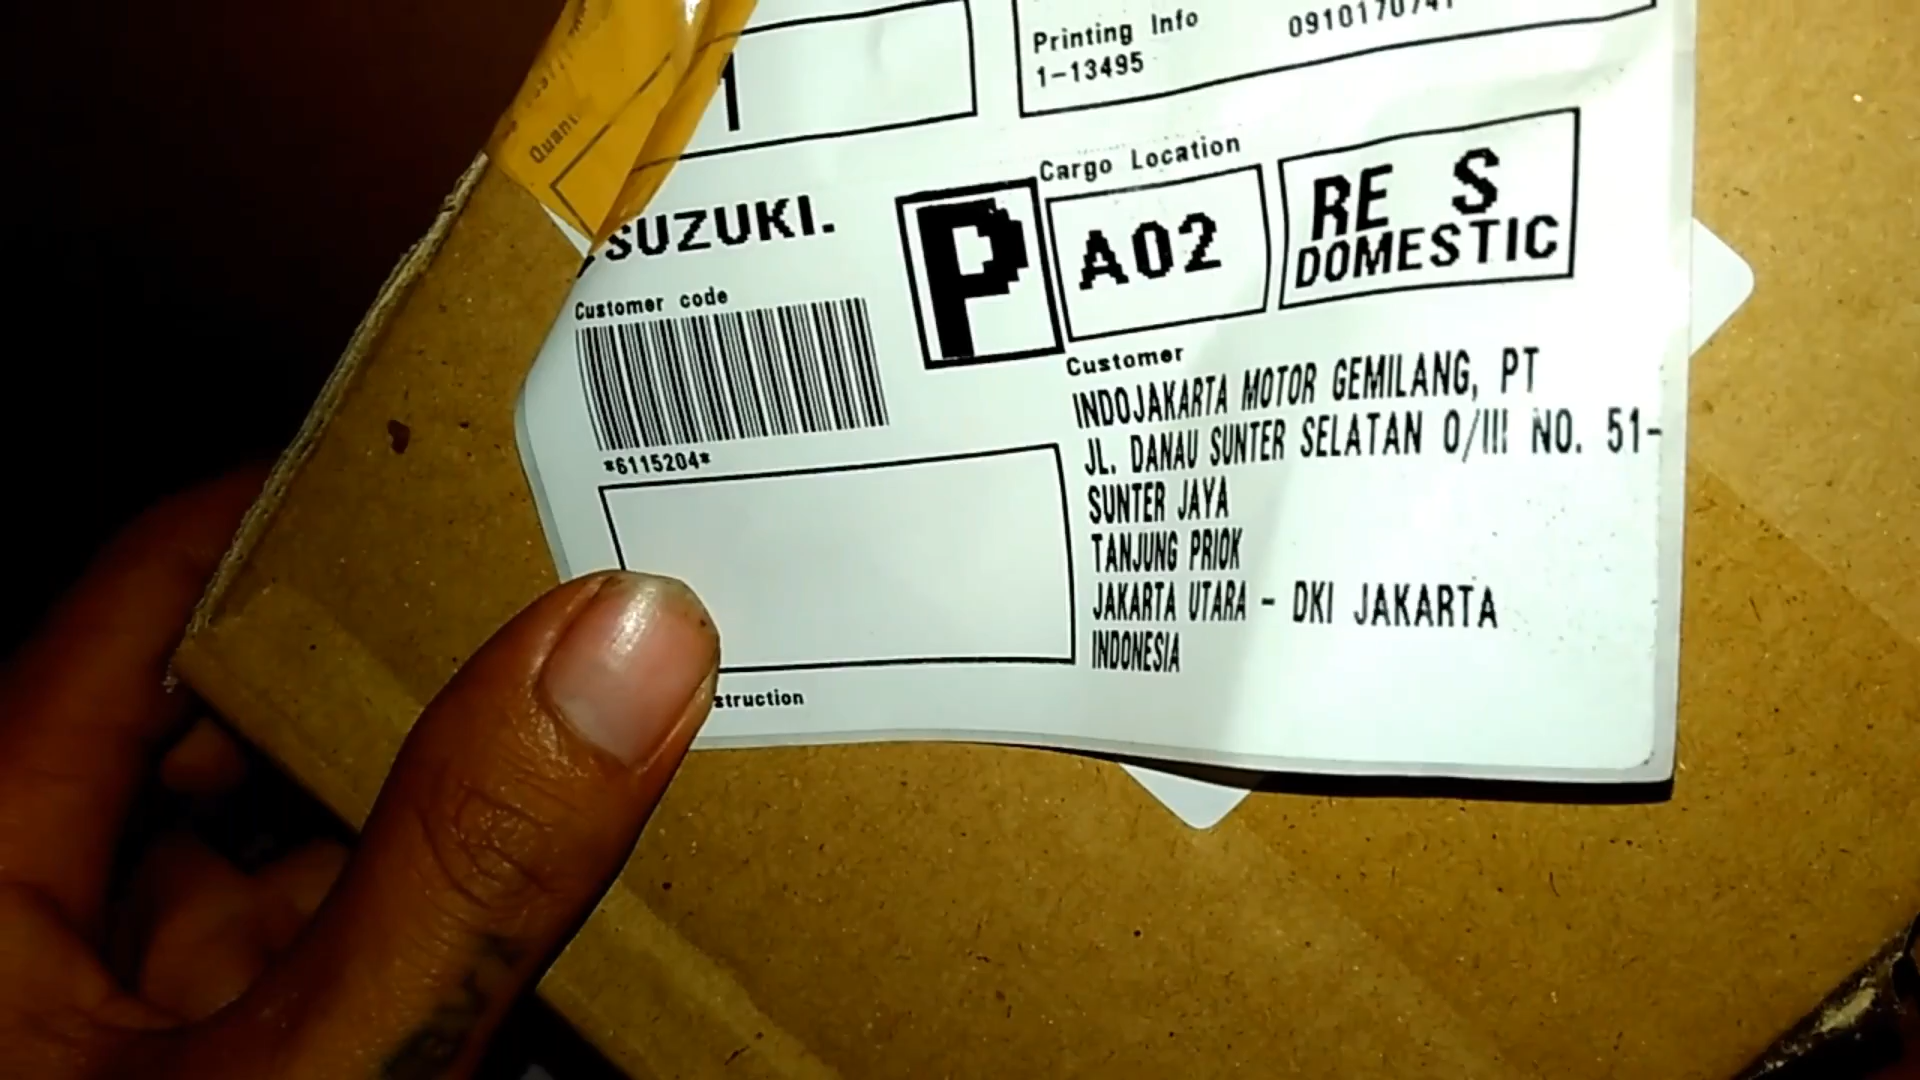 Printing Info
1-13495
0910170741
1
Quant
SUZUKI.
P
Cargo Location
A02
RE S
DOMESTIC
Customer code
*6115204*
Customer
INDOJAKARTA MOTOR GEMILANG, PT
JL. DANAU SUNTER SELATAN O/III NO. 51-
SUNTER JAYA
TANJUNG PRIOK
JAKARTA UTARA - DKI JAKARTA
INDONESIA
struction